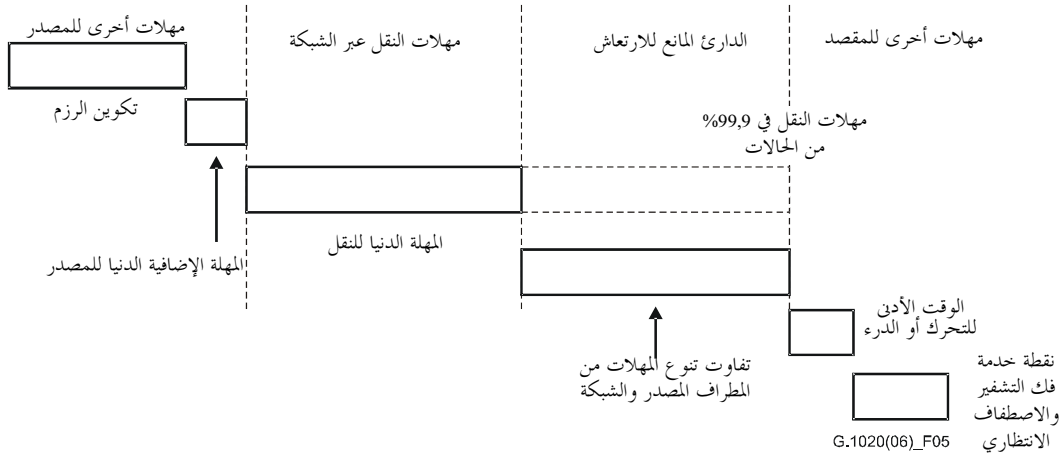 مهلات أخرى للمصدر
مهلات النقل عبر الشبكة
الدارئ المانع للارتعاش
مهلات أخرى للمقصد
تكوين الرزم
مهلات النقل في 99,9%
من الحالات
المهلة الدنيا للنقل
المهلة الإضافية الدنيا للمصدر
الوقت الأدنى
للتحرك أو الدرء
تفاوت تنوع المهلات من
المطراف المصدر والشبكة
نقطة خدمة
فك التشفير
والاصطفاف
الانتظاري
G.1020(06)_F05